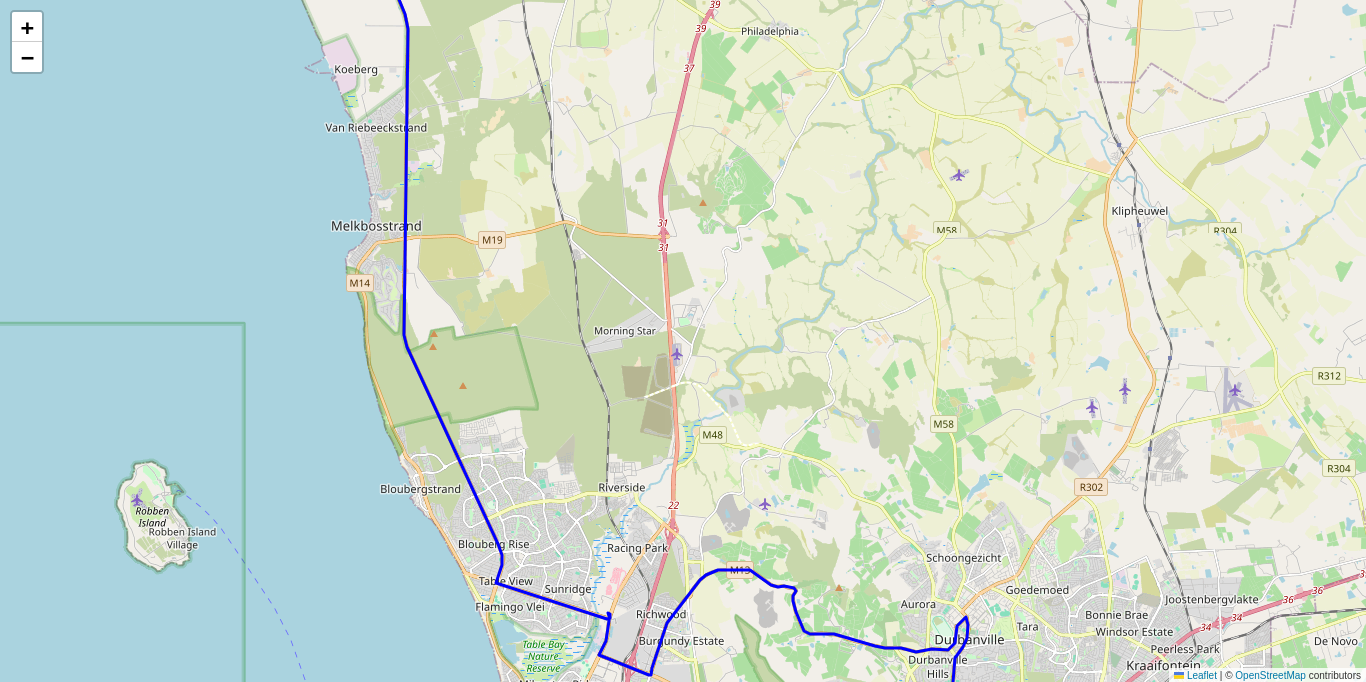 +
−
39
39
Philadelphia
37
Koeberg
Van Riebeeckstrand
Klipheuwel
31
Melkbosstrand
M19
M58
R304
31
M14
Morning Star
R312
M48
M58
R304
Riverside
Bloubergstrand
R302
22
Robben
Island
Robben Island
Village
Blouberg Rise
Racing Park
Schoongezicht
M13
Table View
Sunridge
Goedemoed
36
36
Flamingo Vlei
Aurora
Joostenbergvlakte
Richwood
Bonnie Brae
34
34
Tara
Windsor Estate
Burgundy Estate
Durbanville
De Novo
Table Bay
Nature
Reserve
Peerless Park
Durbanville
Hills
Kraaifontein
Leaflet | © OpenStreetMap contributors